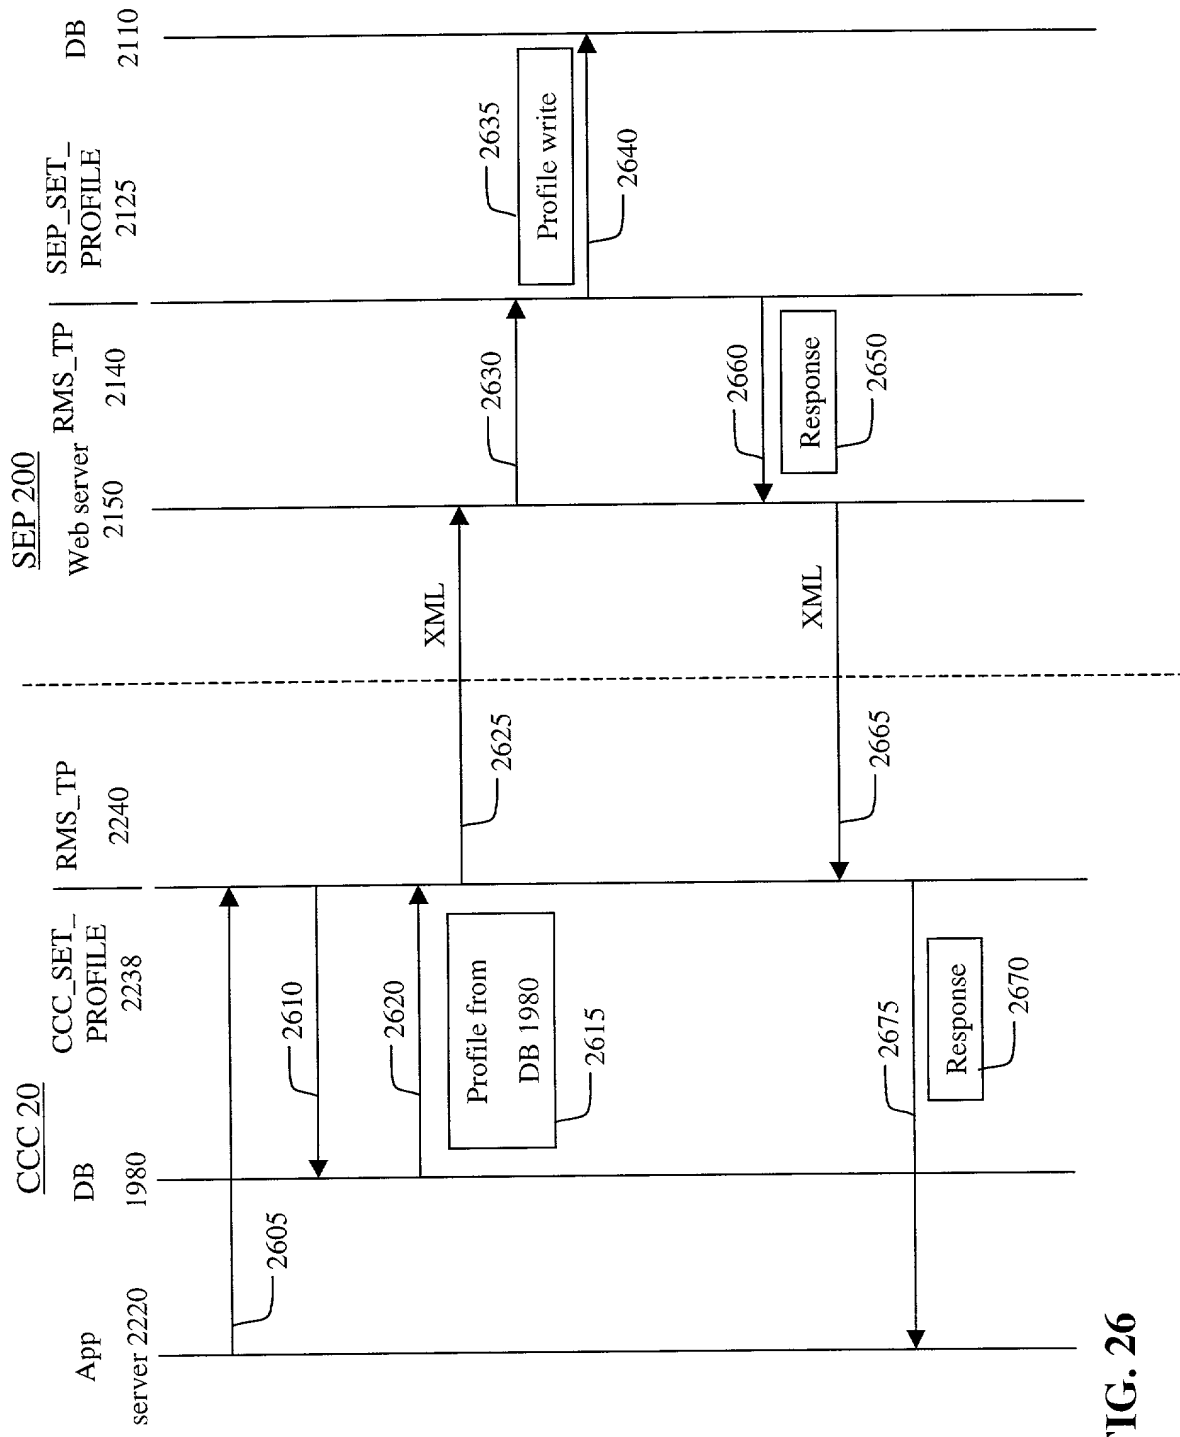 CCC 20
SEP 200
App
server 2220
DB
1980
CCC_SET_
PROFILE
2238
RMS_TP
2240
Web server
2150
RMS_TP
2140
SEP_SET_
PROFILE
2125
DB
2110
2605
2610
2620
Profile from
DB 1980
2615
2625
XML
2630
2635
Profile write
2640
2660
Response
2650
XML
2665
2675
Response
2670
FIG. 26